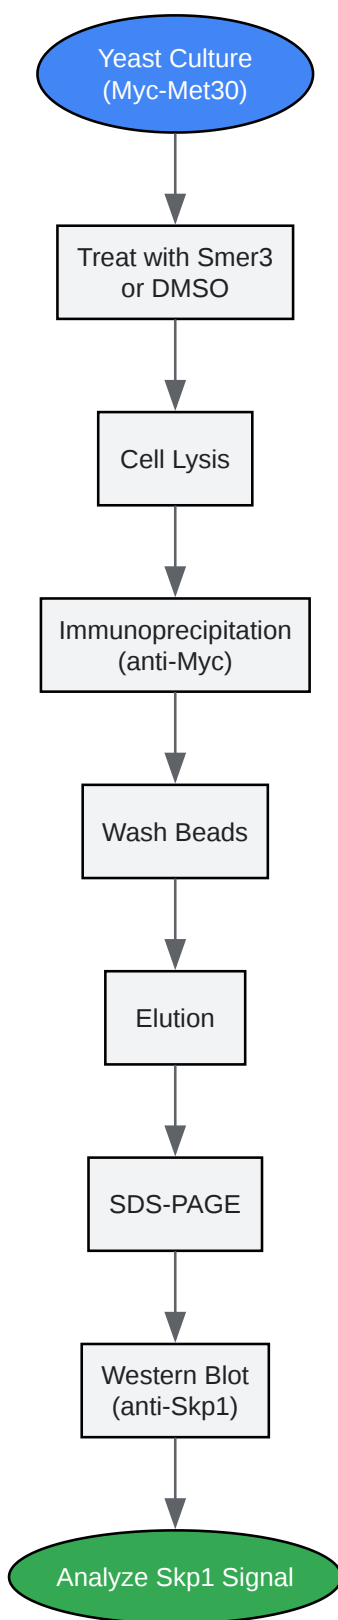 Yeast Culture
(Myc-Met30)
Treat with Smer3
or DMSO
Cell Lysis
Immunoprecipitation
(anti-Myc)
Wash Beads
Elution
SDS-PAGE
Western Blot
(anti-Skp1)
Analyze Skp1 Signal